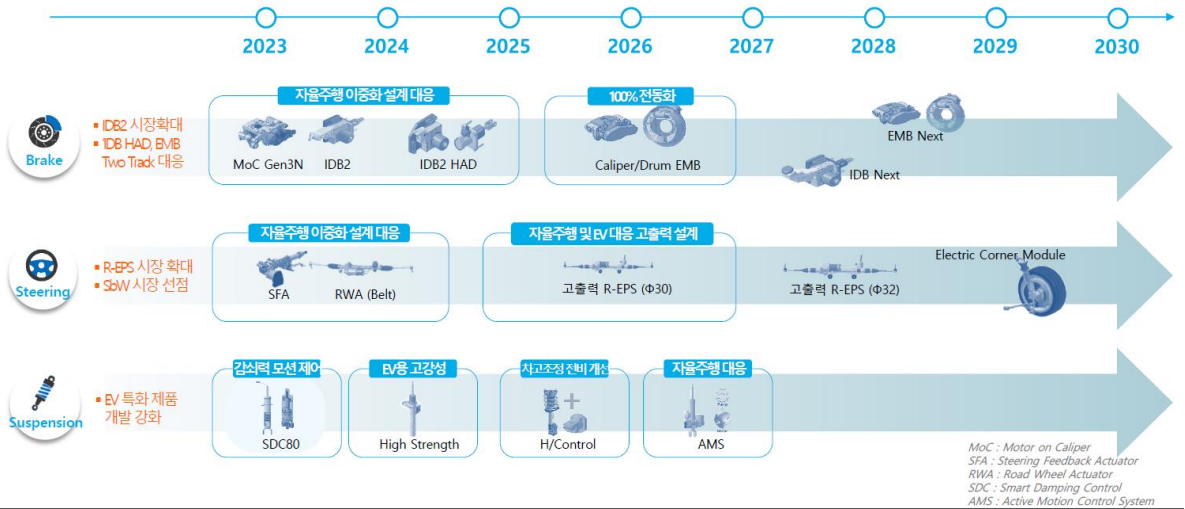 2023
2024
2025
2026
2027
2028
2029
2030
Brake
▪ IDB2 시장확대
▪ 1DB HAD, EMB
Two Track 대응
자율주행 이중화 설계 대응
MoC Gen3N
IDB2
IDB2 HAD
100% 전동화
Caliper/Drum EMB
IDB Next
EMB Next
Steering
▪ R-EPS 시장 확대
▪ SbW 시장 선점
자율주행 이중화 설계 대응
SFA
RWA (Belt)
자율주행 및 EV 대응 고출력 설계
고출력 R-EPS (Φ30)
고출력 R-EPS (Φ32)
Electric Corner Module
Suspension
▪ EV 특화 제품
개발 강화
감쇠력 모션 제어
SDC80
EV용 고강성
High Strength
차고조정 전비 개선
H/Control
자율주행 대응
AMS
MoC : Motor on Caliper
SFA : Steering Feedback Actuator
RWA : Road Wheel Actuator
SDC : Smart Damping Control
AMS : Active Motion Control System